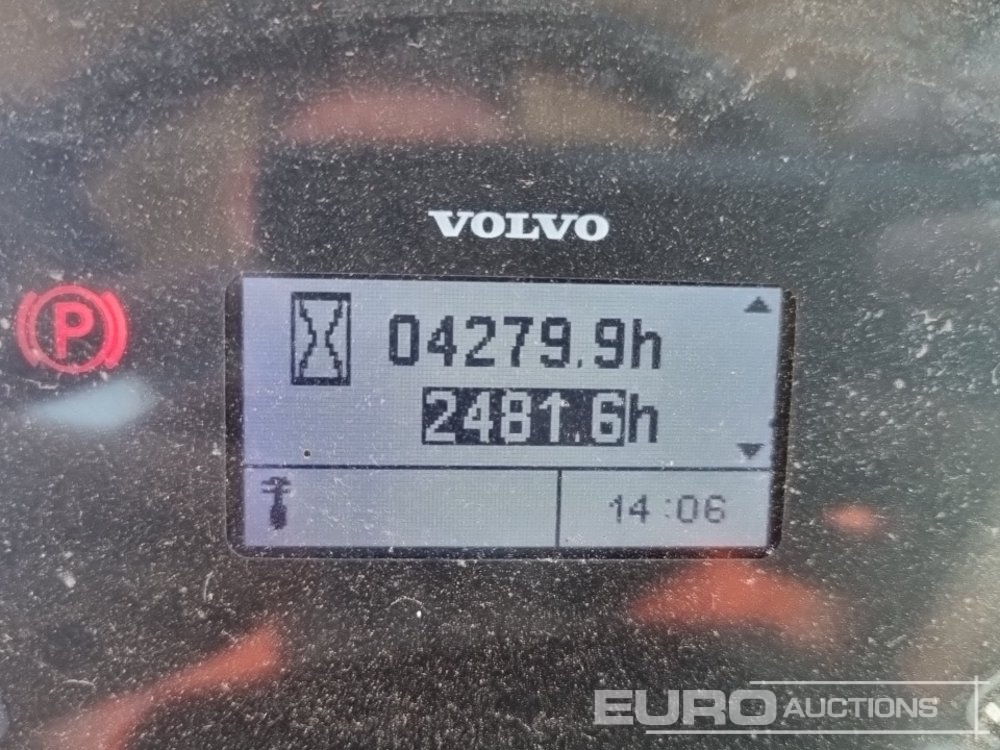 VOLVO
P
04279.9h
2481.6h
14:06
EURO AUCTIONS